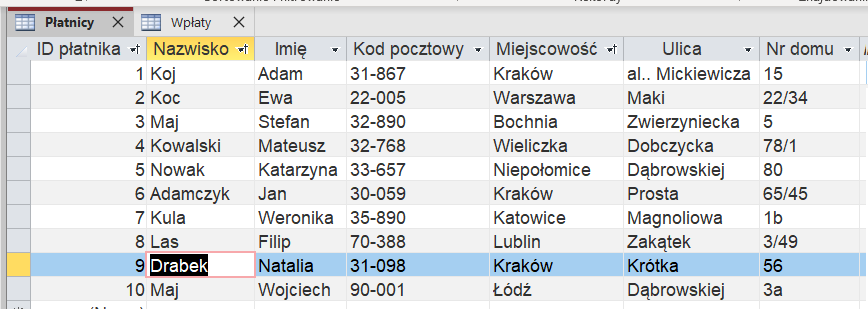 Płatnicy Wpłaty
ID płatnika Nazwisko Imię Kod pocztowy Miejscowość Ulica Nr domu
1 Koj Adam 31-867 Kraków al.. Mickiewicza 15
2 Koc Ewa 22-005 Warszawa Maki 22/34
3 Maj Stefan 32-890 Bochnia Zwierzyniecka 5
4 Kowalski Mateusz 32-768 Wieliczka Dobczycka 78/1
5 Nowak Katarzyna 33-657 Niepołomice Dąbrowskiej 80
6 Adamczyk Jan 30-059 Kraków Prosta 65/45
7 Kula Weronika 35-890 Katowice Magnoliowa 1b
8 Las Filip 70-388 Lublin Zakątek 3/49
9 Drabek Natalia 31-098 Kraków Krótka 56
10 Maj Wojciech 90-001 Łódź Dąbrowskiej 3a